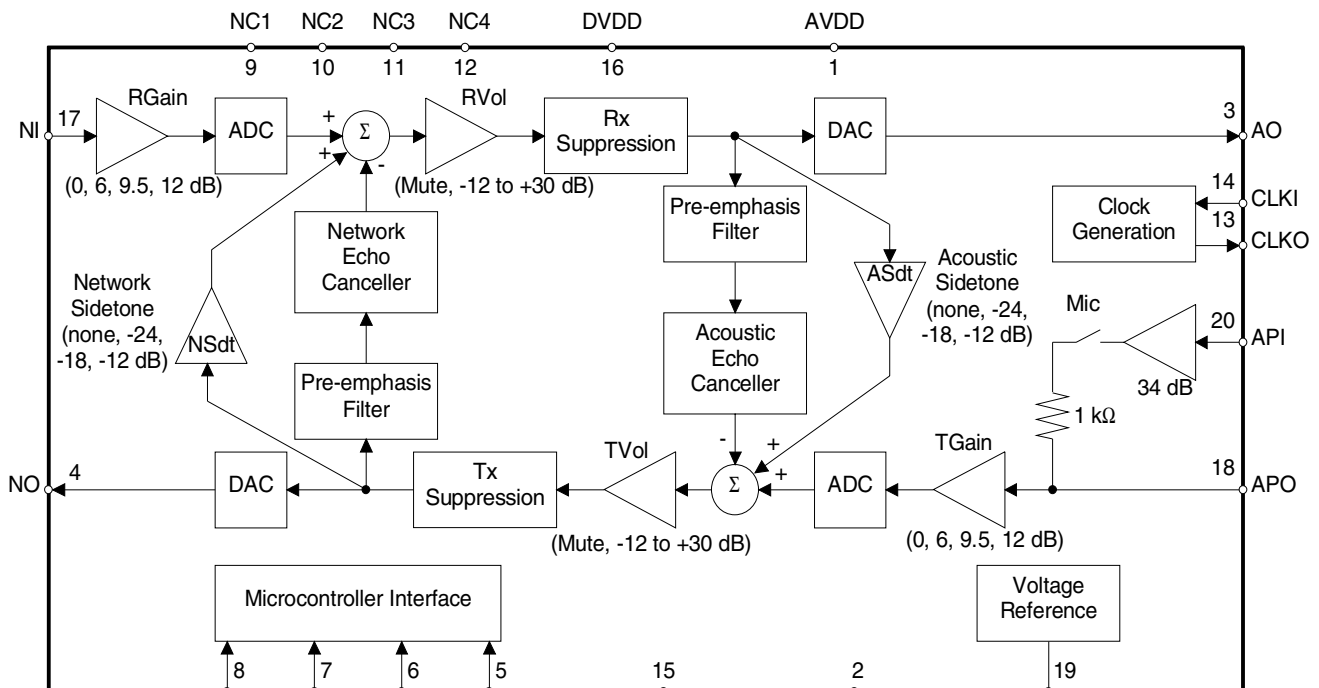 NC1
NC2
NC3
NC4
DVDD
AVDD
9
10
11
12
16
1
NI
17
RGain
ADC
+
+
-
Σ
RVol
Rx
Suppression
DAC
3
AO
(0, 6, 9.5, 12 dB)
(Mute, -12 to +30 dB)
Pre-emphasis
Filter
Clock
Generation
14
CLKI
13
CLKO
Network
Echo
Canceller
Network
Sidetone
(none, -24,
-18, -12 dB)
NSdt
ASdt
Acoustic
Sidetone
(none, -24,
-18, -12 dB)
Mic
20
API
34 dB
Acoustic
Echo
Canceller
Pre-emphasis
Filter
1 kΩ
NO
4
DAC
Tx
Suppression
TVol
-
+
+
Σ
ADC
TGain
18
APO
(Mute, -12 to +30 dB)
(0, 6, 9.5, 12 dB)
Microcontroller Interface
Voltage
Reference
8
7
6
5
15
2
19